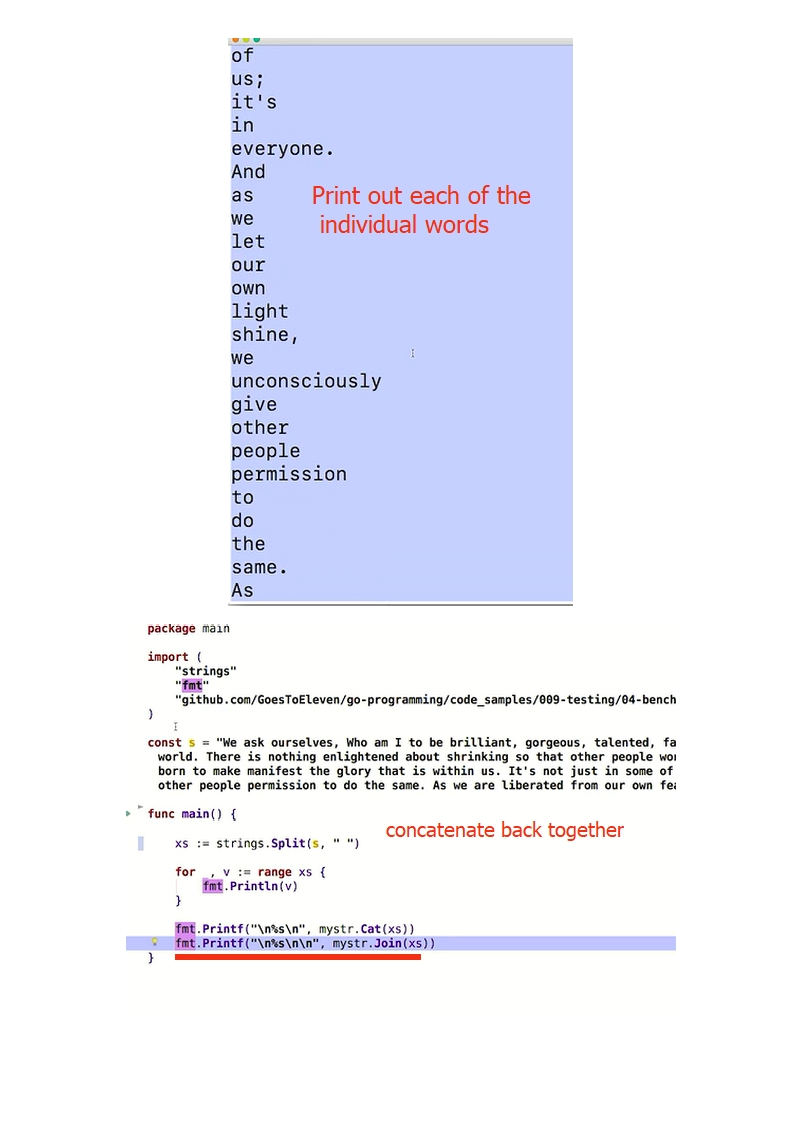 of
us;
it's
in
everyone.
And
as
we
let
our
own
light
shine,
we
unconsciously
give
other
people
permission
to
do
the
same.
As
Print out each of the
individual words
package main
import (
"strings"
"fmt"
"github.com/GoesToEleven/go-programming/code_samples/009-testing/04-bench
)
const s = "We ask ourselves, Who am I to be brilliant, gorgeous, talented, fa
world. There is nothing enlightened about shrinking so that other people wo
born to make manifest the glory that is within us. It's not just in some of
other people permission to do the same. As we are liberated from our own fea
func main() {
concatenate back together
xs := strings.Split(s, " ")
for _, v := range xs {
fmt.Println(v)
}
fmt.Printf("\n%s\n", mystr.Cat(xs))
fmt.Printf("\n%s\n\n", mystr.Join(xs))
}